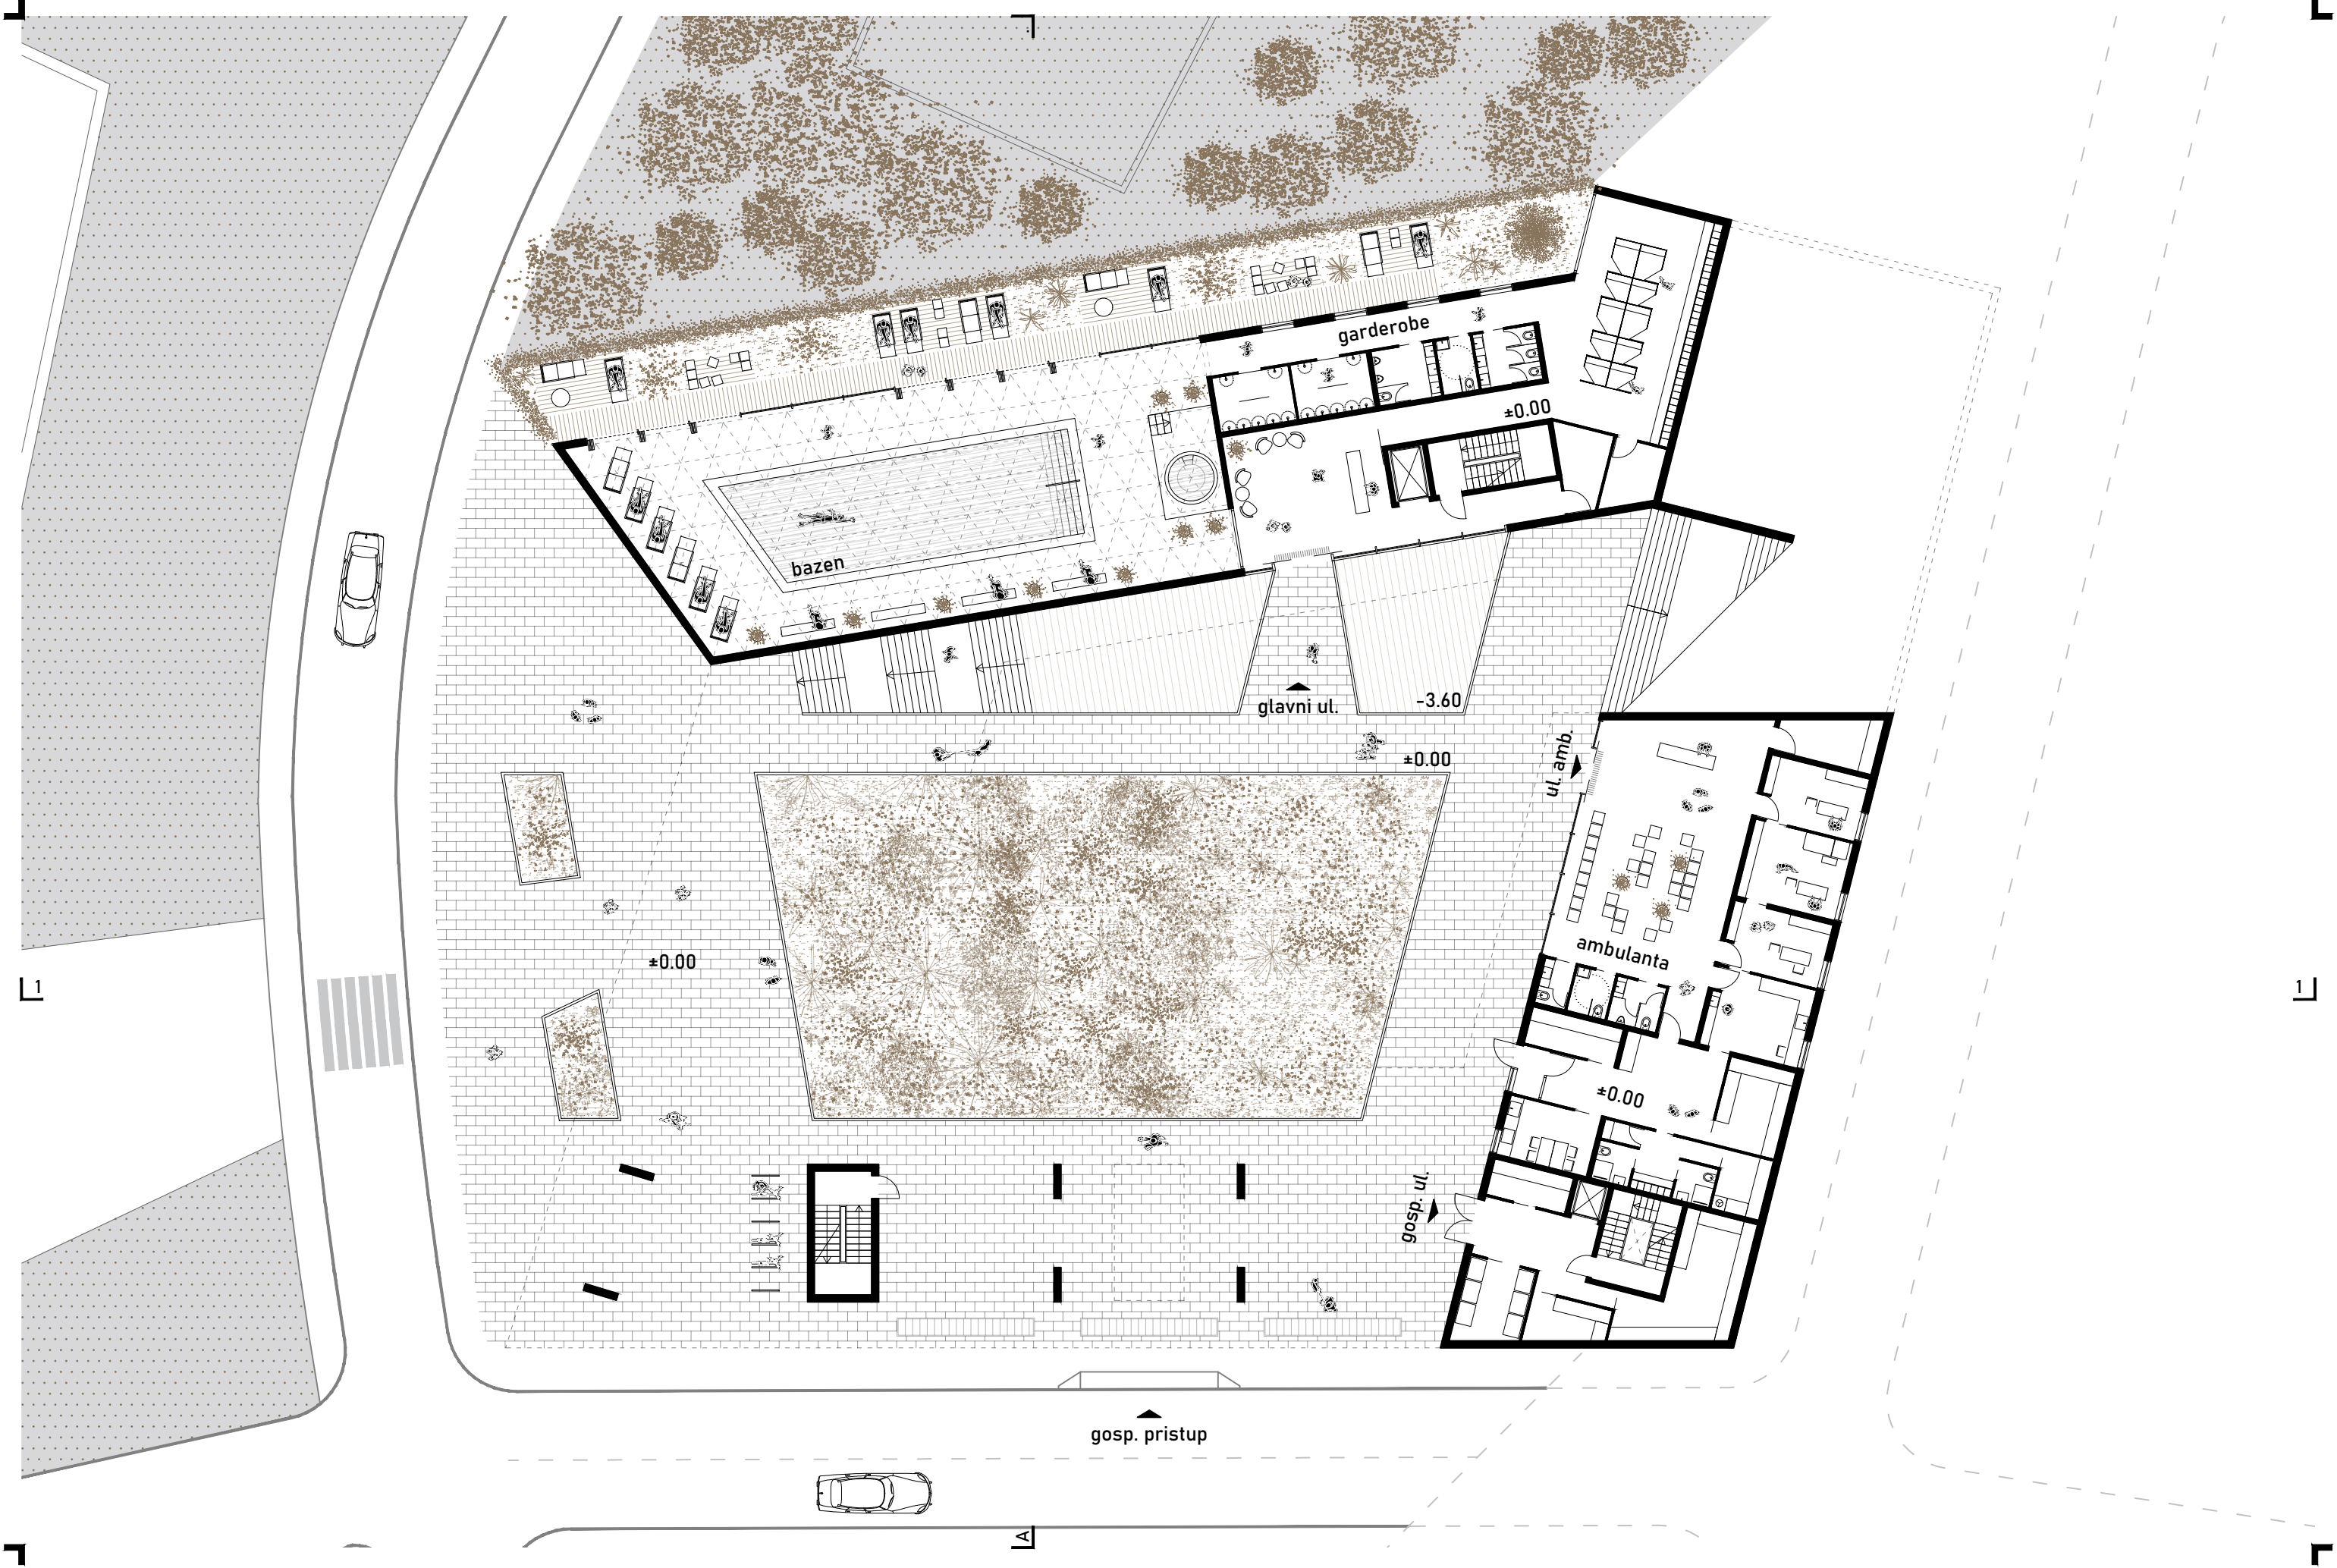 garderobe
±0.00
bazen
glavni ul.
-3.60
±0.00
ul. amb.
ambulanta
±0.00
1
1
±0.00
gosp. ul.
gosp. pristup
A